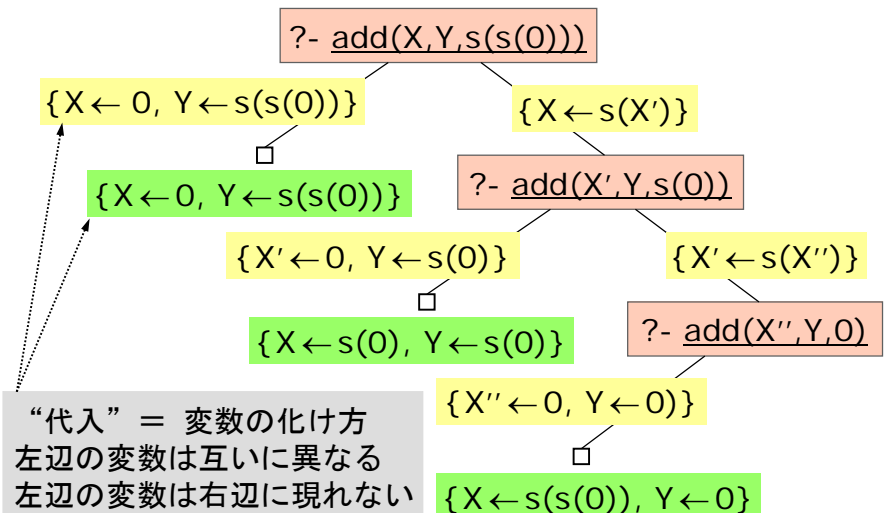 ?- add(X,Y,s(s(0)))
{X←0, Y←s(s(0))}
{X←s(X′)}
{X←0, Y←s(s(0))}
?- add(X′,Y,s(0))
{X′←0, Y←s(0)}
{X′←s(X′′)}
{X←s(0), Y←s(0)}
?- add(X′′,Y,0)
{X′′←0, Y←0)}
“代入”= 変数の化け方
左辺の変数は互いに異なる
左辺の変数は右辺に現れない
{X←s(s(0)), Y←0}